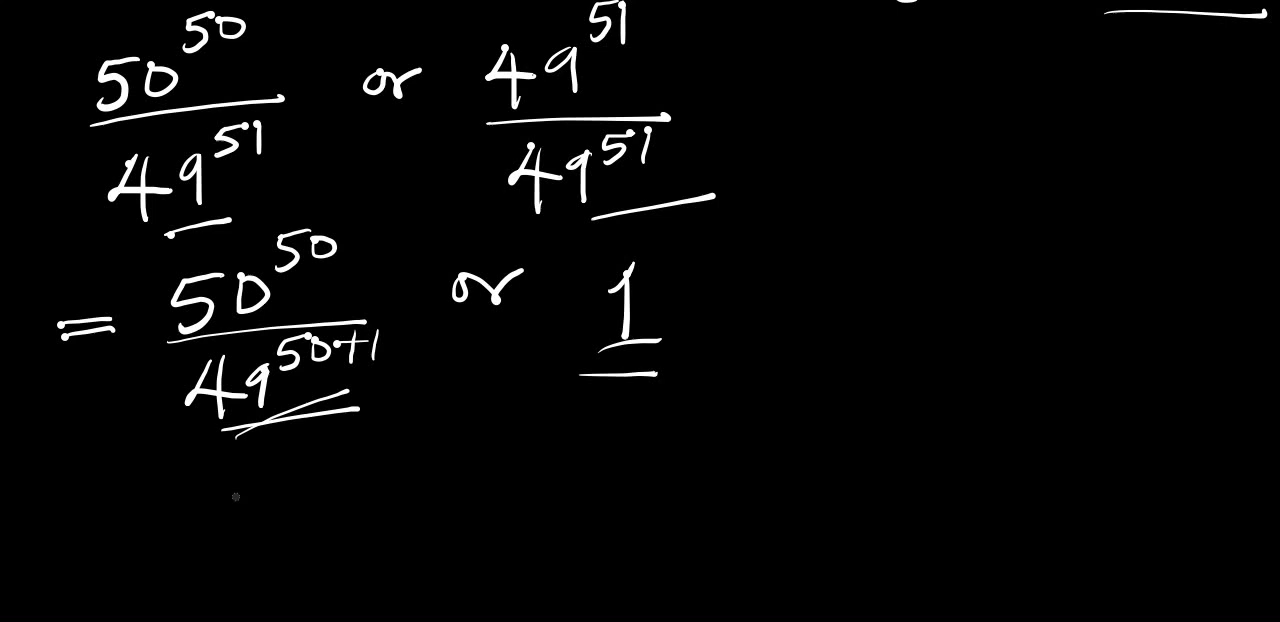 50^50 / 49^51 or 49^51 / 49^51
= 50^50 / 49^(50+1) or 1